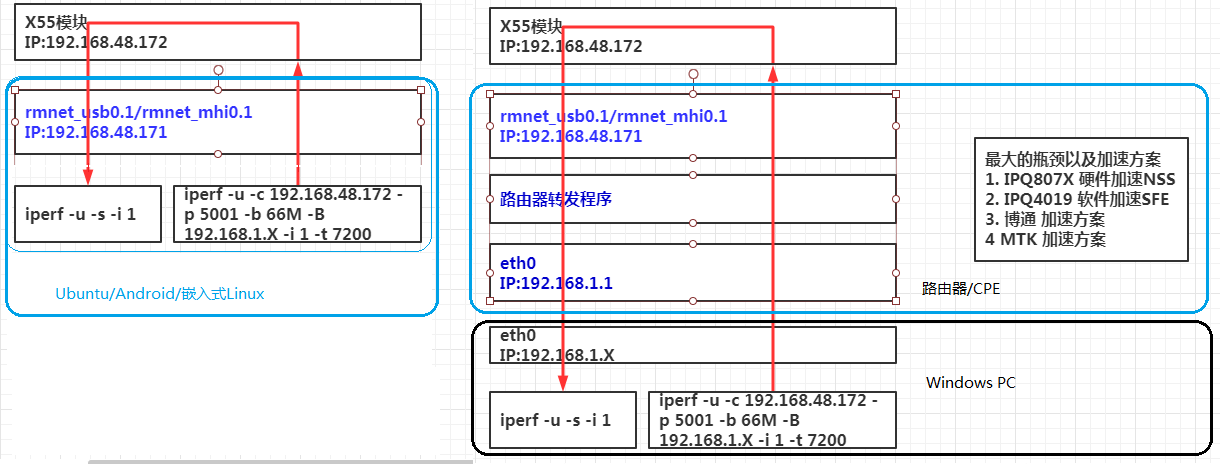 X55模块
IP:192.168.48.172
rmnet_usb0.1/rmnet_mhi0.1
IP:192.168.48.171
iperf -u -s -i 1
iperf -u -c 192.168.48.172 -
p 5001 -b 66M -B
192.168.1.X -i 1 -t 7200
Ubuntu/Android/嵌入式Linux
X55模块
IP:192.168.48.172
rmnet_usb0.1/rmnet_mhi0.1
IP:192.168.48.171
路由器转发程序
eth0
IP:192.168.1.1
最大的瓶颈以及加速方案
1. IPQ807X 硬件加速NSS
2. IPQ4019 软件加速SFE
3. 博通 加速方案
4 MTK 加速方案
路由器/CPE
eth0
IP:192.168.1.X
Windows PC
iperf -u -s -i 1
iperf -u -c 192.168.48.172 -
p 5001 -b 66M -B
192.168.1.X -i 1 -t 7200